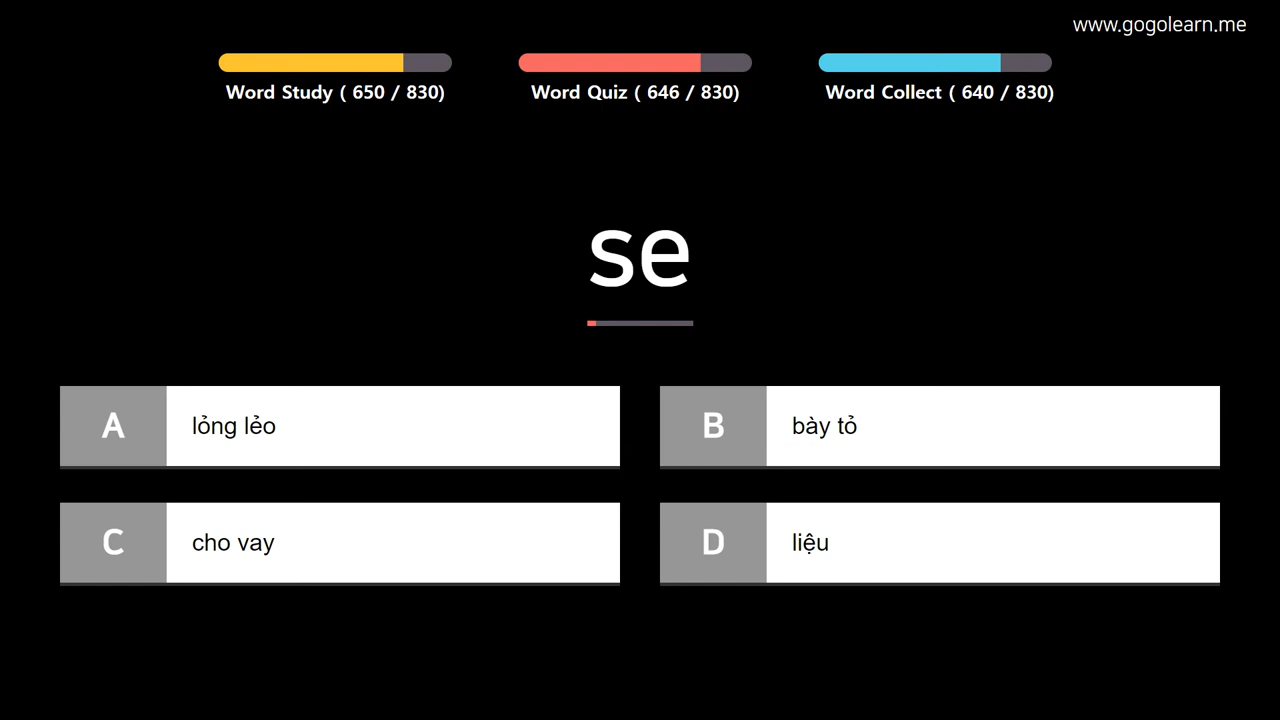 www.gogolearn.me
Word Study ( 650 / 830)
Word Quiz ( 646 / 830)
Word Collect ( 640 / 830)
se
A
lỏng lẻo
B
bày tỏ
C
cho vay
D
liệu